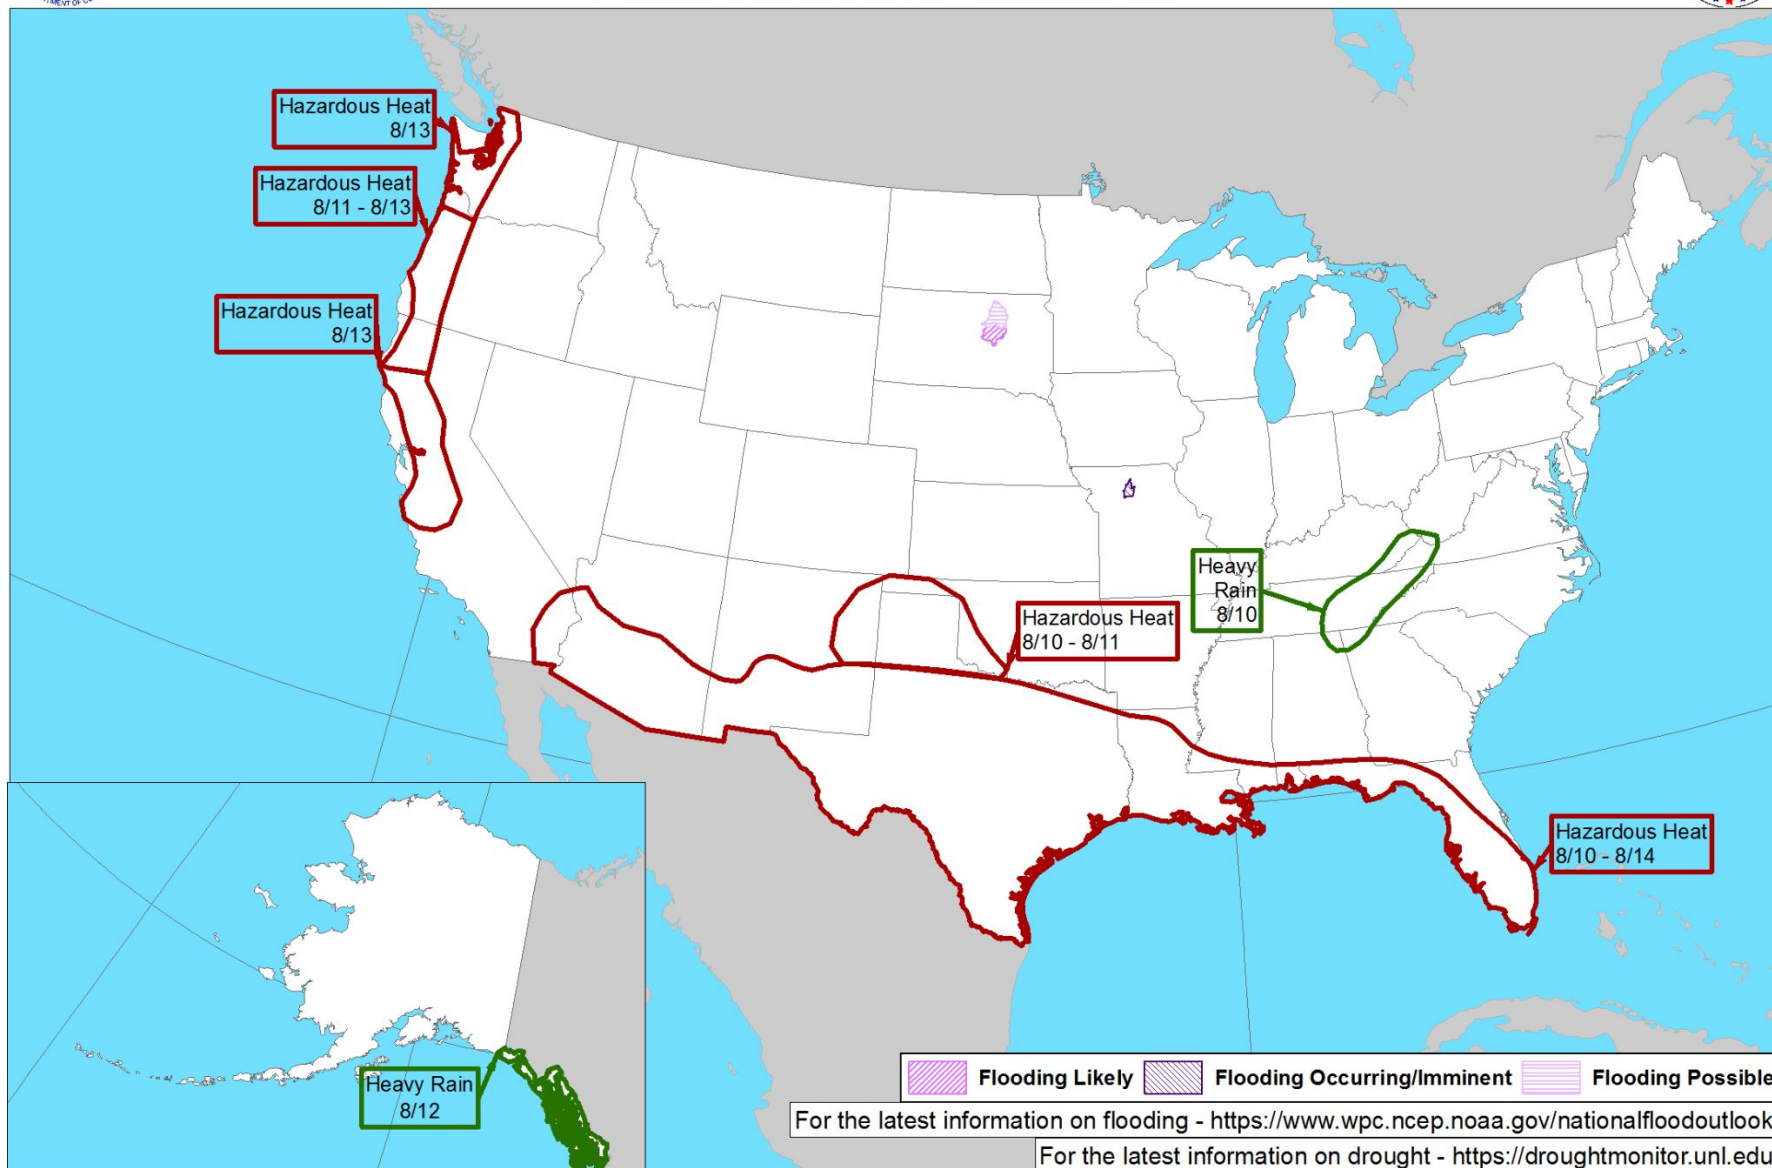 MENT OF C
Hazardous Heat
8/13
Hazardous Heat
8/11 - 8/13
Hazardous Heat
8/13
Heavy
Rain
8/10
Hazardous Heat
8/10 - 8/11
Hazardous Heat
8/10 - 8/14
Heavy Rain
8/12
Flooding Likely
Flooding Occurring/Imminent
Flooding Possible
For the latest information on flooding - https://www.wpc.ncep.noaa.gov/nationalfloodoutlook
For the latest information on drought - https://droughtmonitor.unl.edu